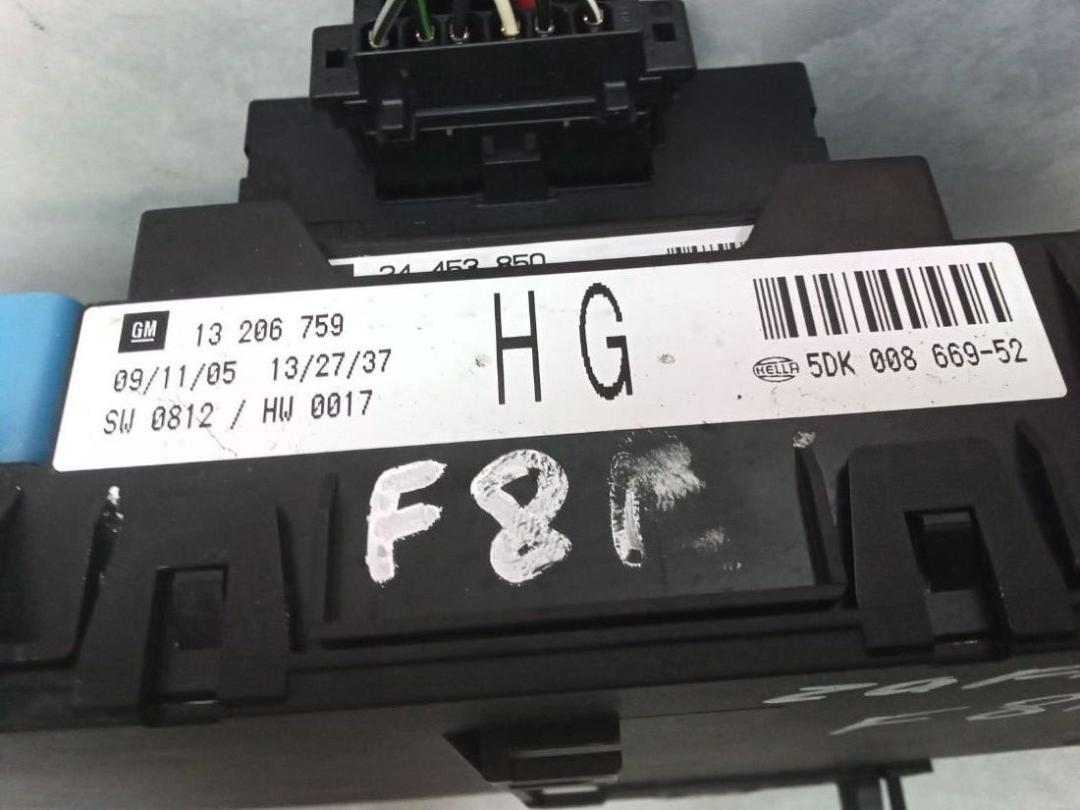 24 453 850
GM 13 206 759
09/11/05 13/27/37
SW 0812 / HW 0017
HG
HELLA 5DK 008 669-52
F8